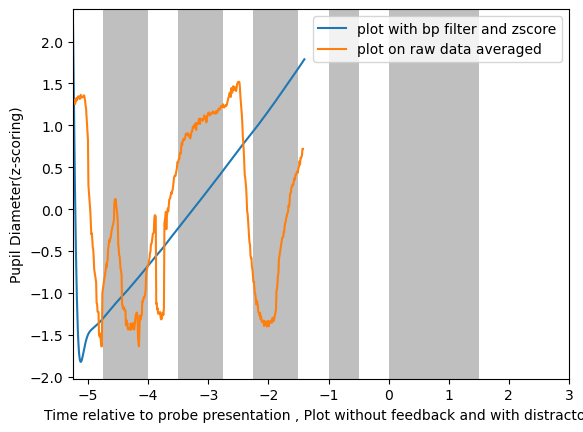 plot with bp filter and zscore
plot on raw data averaged
2.0
1.5
1.0
0.5
0.0
−0.5
−1.0
−1.5
−2.0
Pupil Diameter(z-scoring)
−5 −4 −3 −2 −1 0 1 2 3
Time relative to probe presentation , Plot without feedback and with distracto